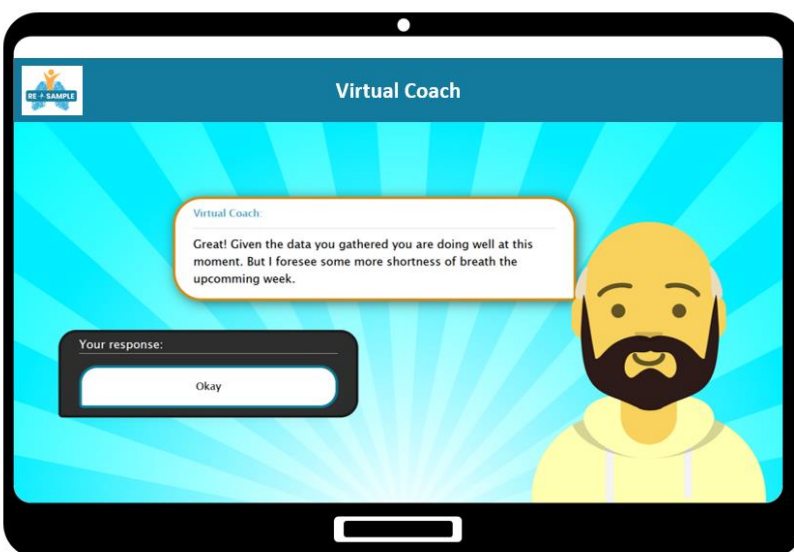 RE SAMPLE
Virtual Coach
Virtual Coach:
Great! Given the data you gathered you are doing well at this
moment. But I foresee some more shortness of breath the
upcomming week.
Your response:
Okay